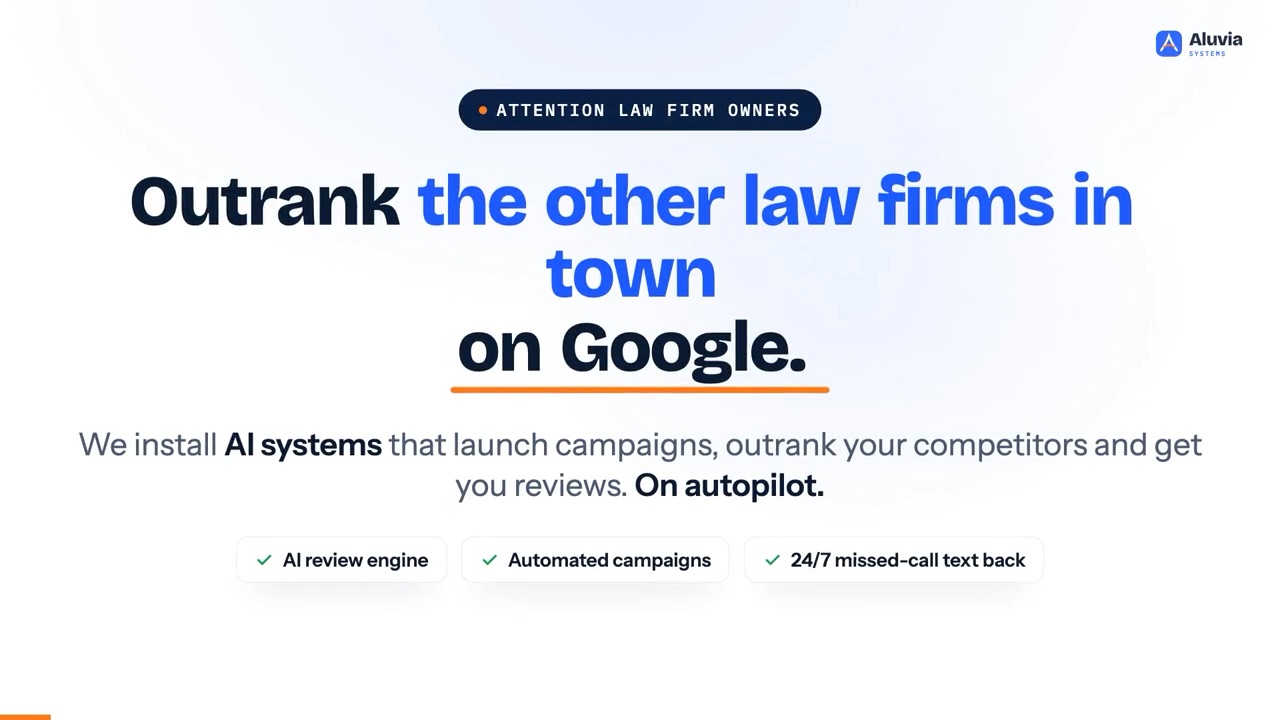 Aluvia
SYSTEMS
ATTENTION LAW FIRM OWNERS
Outrank the other law firms in
town
on Google.
We install AI systems that launch campaigns, outrank your competitors and get
you reviews. On autopilot.
AI review engine
Automated campaigns
24/7 missed-call text back